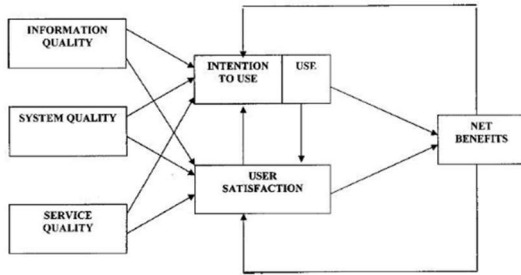 INFORMATION
QUALITY
INTENTION
TO USE
USE
SYSTEM QUALITY
NET
BENEFITS
USER
SATISFACTION
SERVICE
QUALITY